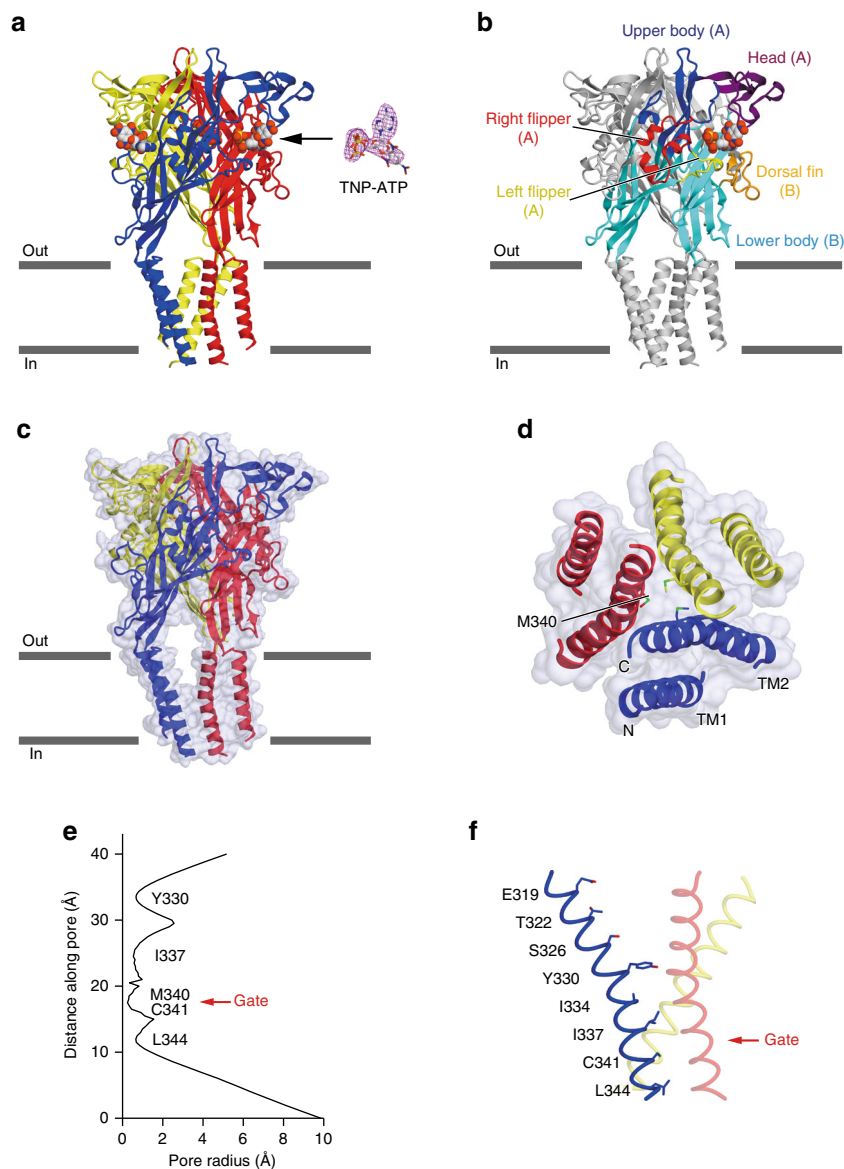 a
TNP-ATP
Out
In
b
Upper body (A)
Head (A)
Right flipper
(A)
Left flipper
(A)
Dorsal fin
(B)
Lower body (B)
Out
In
c
Out
In
d
M340
C
TM2
TM1
N
e
Distance along pore (Å)
40
30
20
10
0
Y330
I337
M340
C341
Gate
L344
0
2
4
6
8
10
Pore radius (Å)
f
E319
T322
S326
Y330
I334
I337
C341
L344
Gate